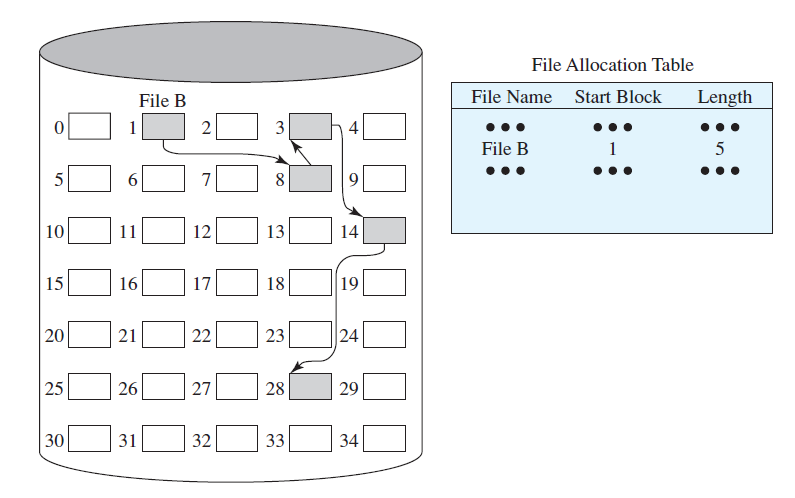 File Allocation Table
File Name Start Block Length
••• ••• •••
File B 1 5
••• ••• •••
File B
0 1 2 3 4
5 6 7 8 9
10 11 12 13 14
15 16 17 18 19
20 21 22 23 24
25 26 27 28 29
30 31 32 33 34